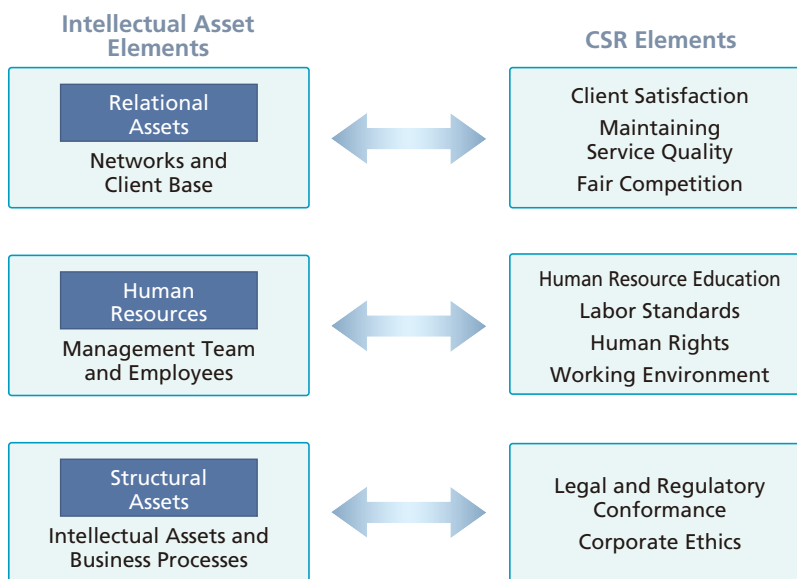 Intellectual Asset
Elements
CSR Elements
Relational
Assets
Networks and
Client Base
Client Satisfaction
Maintaining
Service Quality
Fair Competition
Human
Resources
Management Team
and Employees
Human Resource Education
Labor Standards
Human Rights
Working Environment
Structural
Assets
Intellectual Assets and
Business Processes
Legal and Regulatory
Conformance
Corporate Ethics